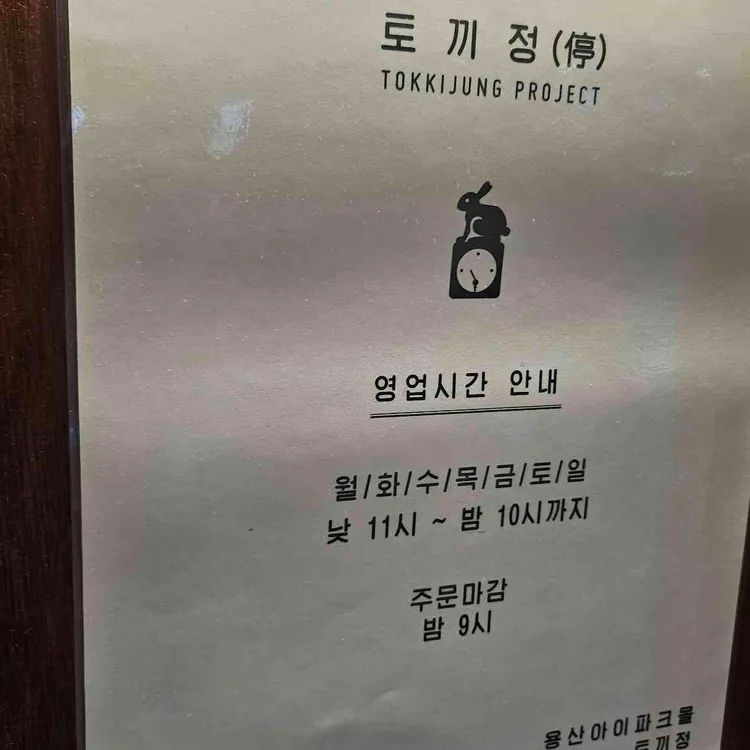 토끼정(停)
TOKKIJUNG PROJECT
영업시간 안내
월/화/수/목/금/토/일
낮 11시 ~ 밤 10시까지
주문마감
밤 9시
용산아이파크몰
토끼정